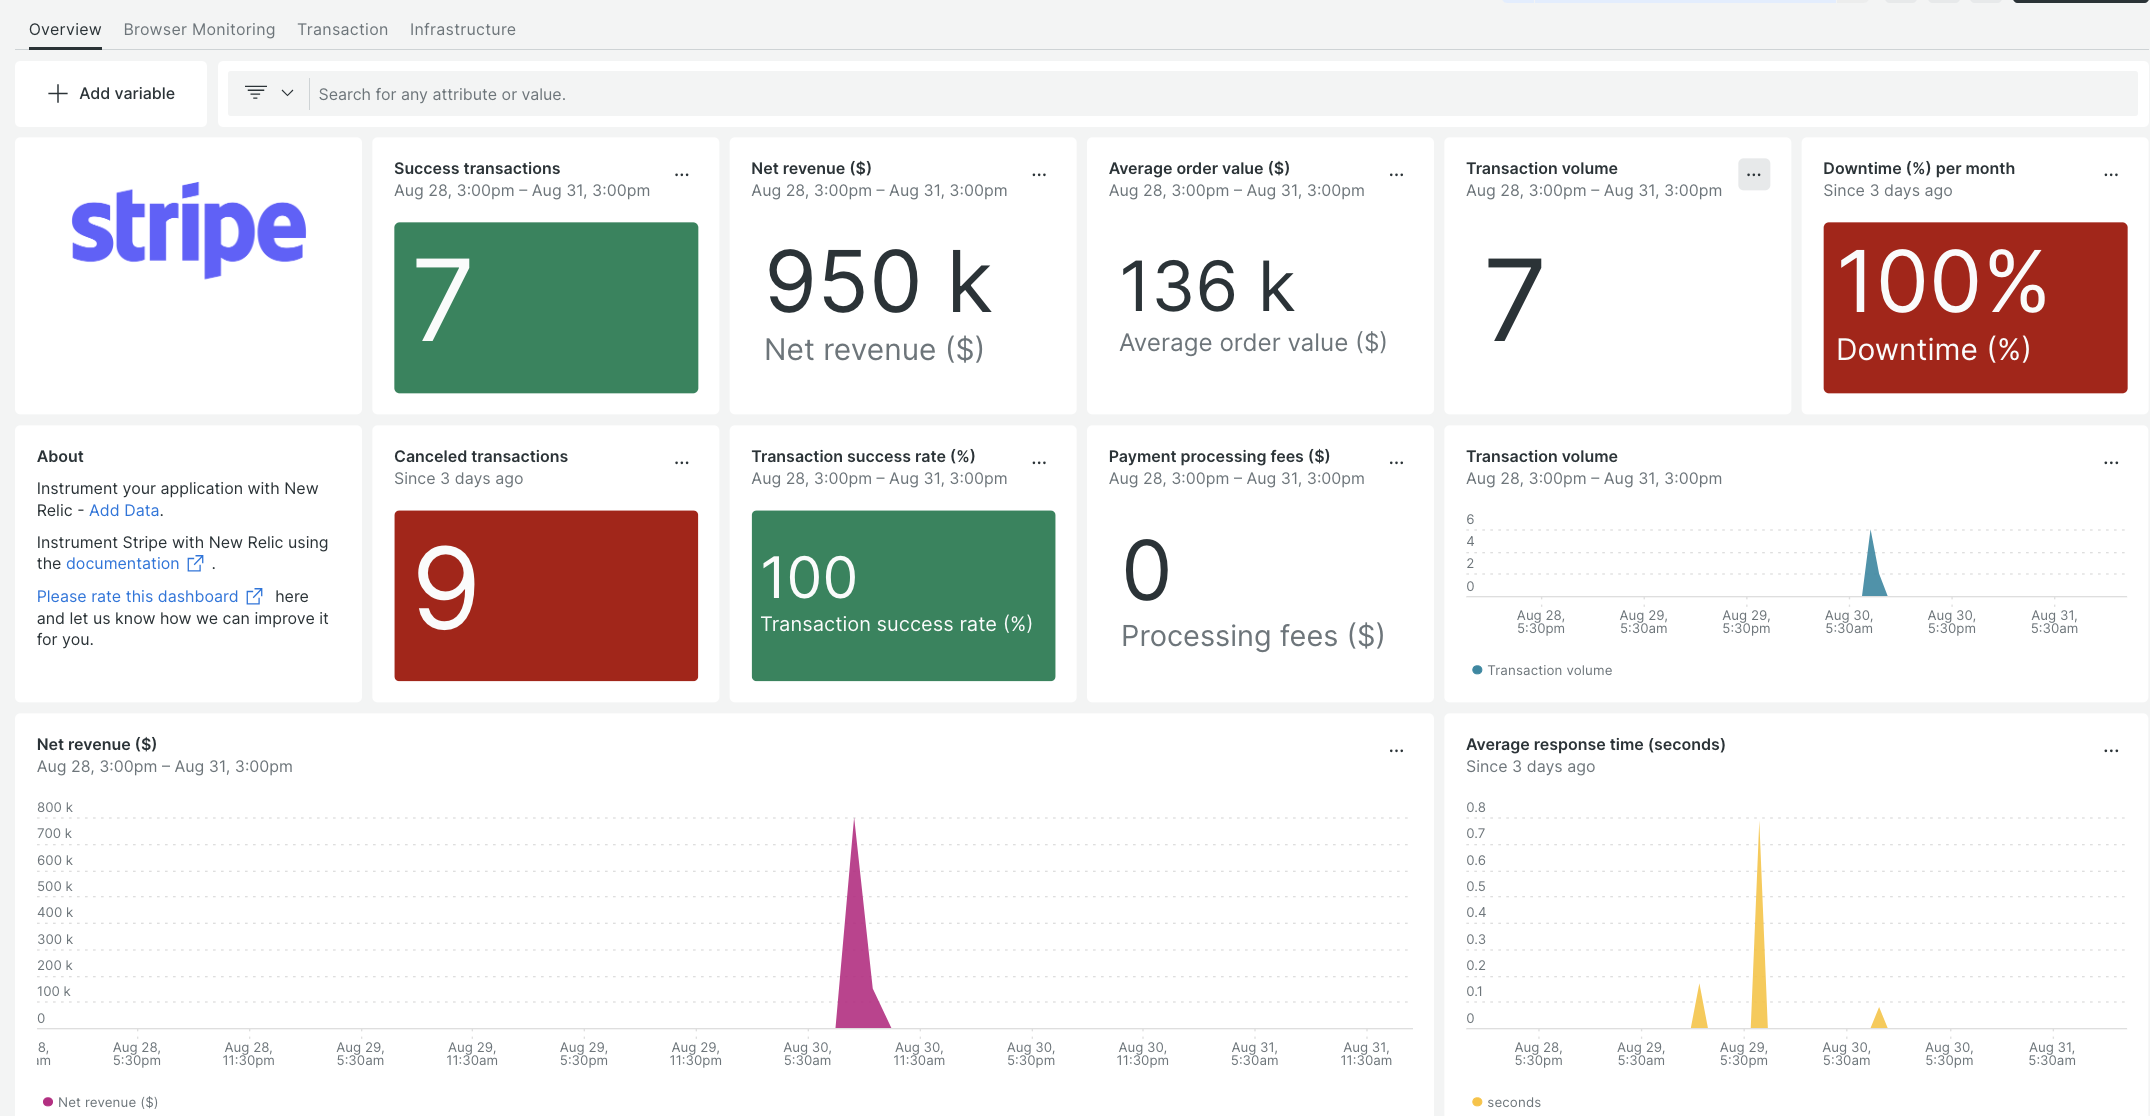 Overview Browser Monitoring Transaction Infrastructure
Add variable
Search for any attribute or value.
stripe
Success transactions
Aug 28, 3:00pm – Aug 31, 3:00pm
7
Net revenue ($)
Aug 28, 3:00pm – Aug 31, 3:00pm
950 k
Net revenue ($)
Average order value ($)
Aug 28, 3:00pm – Aug 31, 3:00pm
136 k
Average order value ($)
Transaction volume
Aug 28, 3:00pm – Aug 31, 3:00pm
7
Downtime (%) per month
Since 3 days ago
100%
Downtime (%)
About
Instrument your application with New
Relic - Add Data.
Instrument Stripe with New Relic using
the documentation .
Please rate this dashboard here
and let us know how we can improve it
for you.
Canceled transactions
Since 3 days ago
9
Transaction success rate (%)
Aug 28, 3:00pm – Aug 31, 3:00pm
100
Transaction success rate (%)
Payment processing fees ($)
Aug 28, 3:00pm – Aug 31, 3:00pm
0
Processing fees ($)
Transaction volume
Aug 28, 3:00pm – Aug 31, 3:00pm
6
4
2
0
Aug 28, Aug 29, Aug 29, Aug 30, Aug 30, Aug 31,
5:30pm 5:30am 5:30pm 5:30am 5:30pm 5:30am
Transaction volume
Net revenue ($)
Aug 28, 3:00pm – Aug 31, 3:00pm
800 k
700 k
600 k
500 k
400 k
300 k
200 k
100 k
0
8, Aug 28, Aug 28, Aug 29, Aug 29, Aug 29, Aug 29, Aug 30, Aug 30, Aug 30, Aug 30, Aug 31, Aug 31,
am 5:30pm 11:30pm 5:30am 11:30am 5:30pm 11:30pm 5:30am 11:30am 5:30pm 11:30pm 5:30am 11:30am
Net revenue ($)
Average response time (seconds)
Since 3 days ago
0.8
0.7
0.6
0.5
0.4
0.3
0.2
0.1
0
Aug 28, Aug 29, Aug 29, Aug 30, Aug 30, Aug 31,
5:30pm 5:30am 5:30pm 5:30am 5:30pm 5:30am
seconds